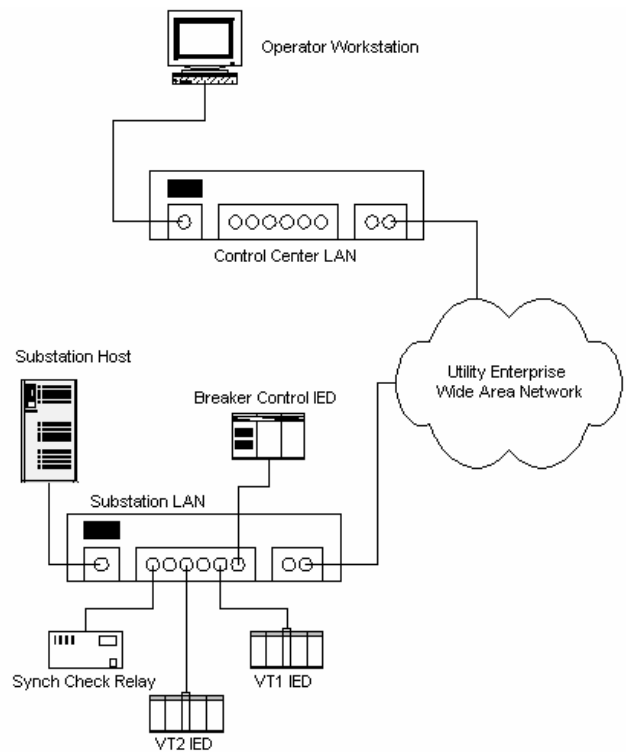 Operator Workstation
Control Center LAN
Substation Host
Utility Enterprise
Wide Area Network
Breaker Control IED
Substation LAN
Synch Check Relay
VT1 IED
VT2 IED